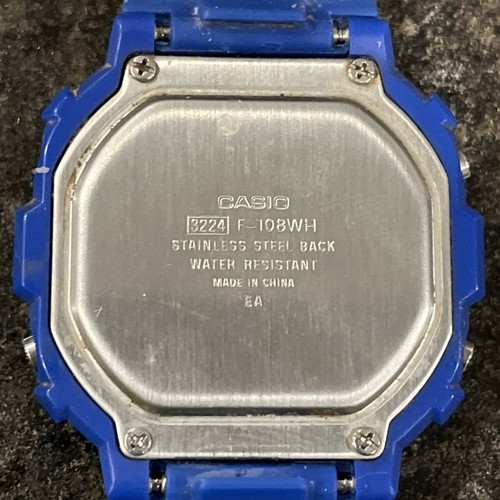 CASIO
3224 F-108WH
STAINLESS STEEL BACK
WATER RESISTANT
MADE IN CHINA
EA